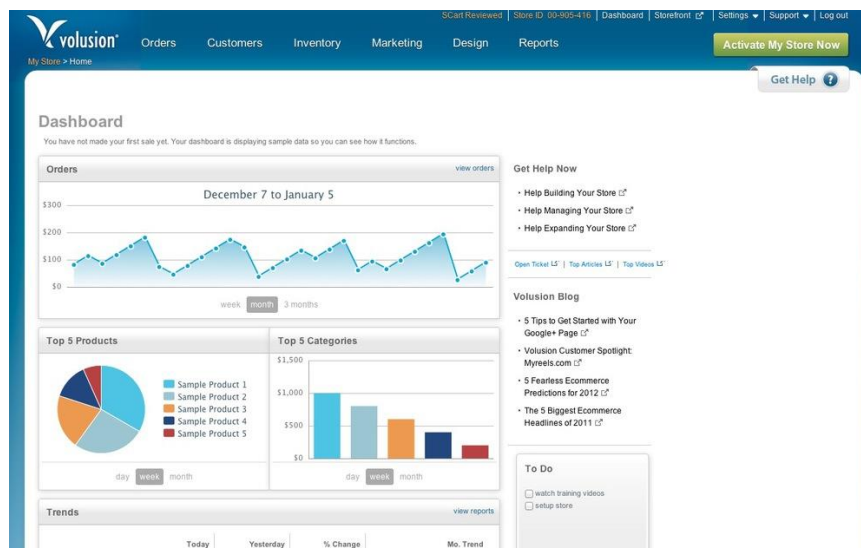 SCart Reviewed | Store ID: 00-905-416 | Dashboard | Storefront | Settings | Support | Log out
volusion
Orders Customers Inventory Marketing Design Reports
Activate My Store Now
My Store > Home
Get Help ?
Dashboard
You have not made your first sale yet. Your dashboard is displaying sample data so you can see how it functions.
Orders
view orders
December 7 to January 5
$300
$200
$100
$0
week month 3 months
Top 5 Products
Sample Product 1
Sample Product 2
Sample Product 3
Sample Product 4
Sample Product 5
day week month
Top 5 Categories
$1,500
$1,000
$500
$0
day week month
Trends
view reports
Today Yesterday % Change Mo. Trend
Get Help Now
• Help Building Your Store
• Help Managing Your Store
• Help Expanding Your Store
Open Ticket | Top Articles | Top Videos
Volusion Blog
• 5 Tips to Get Started with Your
Google+ Page
• Volusion Customer Spotlight:
Myreels.com
• 5 Fearless Ecommerce
Predictions for 2012
• The 5 Biggest Ecommerce
Headlines of 2011
To Do
watch training videos
setup store